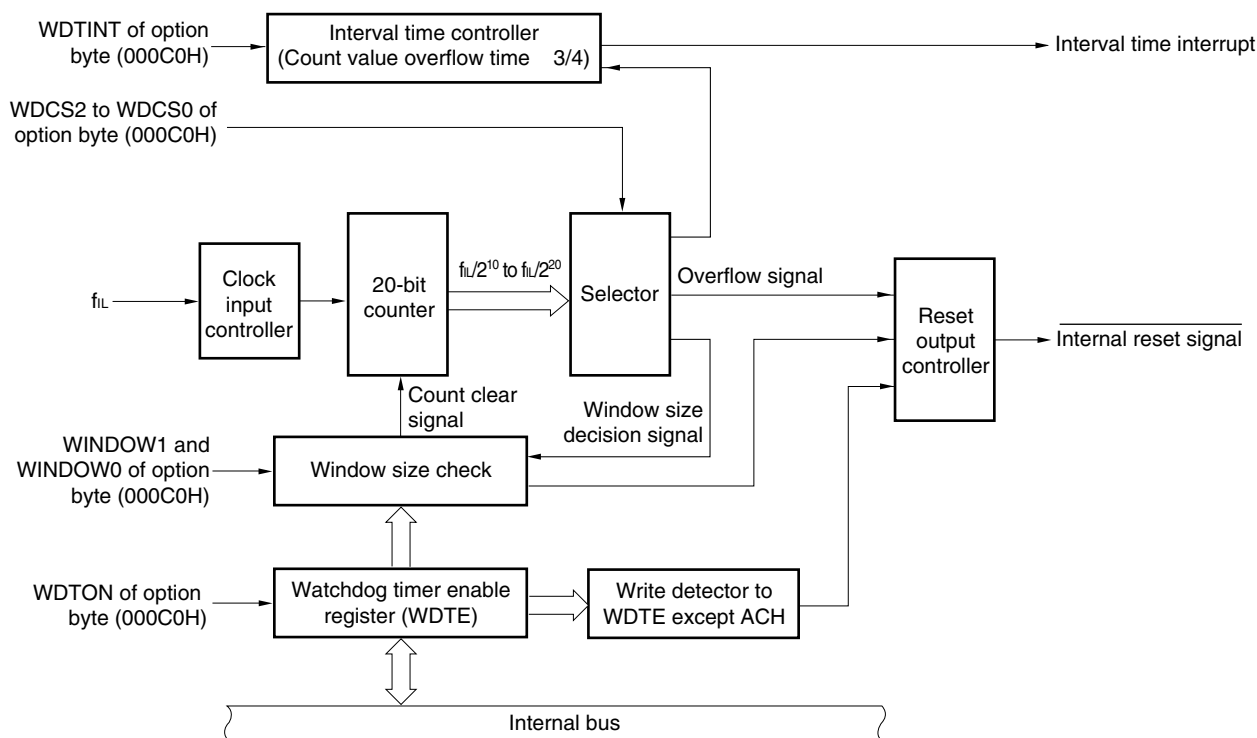 WDTINT of option
byte (000C0H)
Interval time controller
(Count value overflow time 3/4)
Interval time interrupt
WDCS2 to WDCS0 of
option byte (000C0H)
fIL
Clock
input
controller
20-bit
counter
fIL/2¹⁰ to fIL/2²⁰
Selector
Overflow signal
Reset
output
controller
Internal reset signal
Count clear
signal
Window size
decision signal
WINDOW1 and
WINDOW0 of option
byte (000C0H)
Window size check
WDTON of option
byte (000C0H)
Watchdog timer enable
register (WDTE)
Write detector to
WDTE except ACH
Internal bus